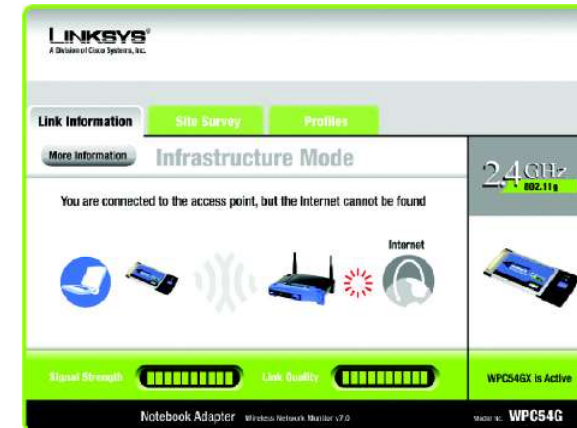 LINKSYS®
A Division of Cisco Systems, Inc.
Link Information
Site Survey
Profiles
More Information
Infrastructure Mode
2.4GHz
802.11g
You are connected to the access point, but the Internet cannot be found
Internet
Signal Strength
Link Quality
WPC54GX is Active
Notebook Adapter
Wireless Network Monitor v7.0
Model No.
WPC54G